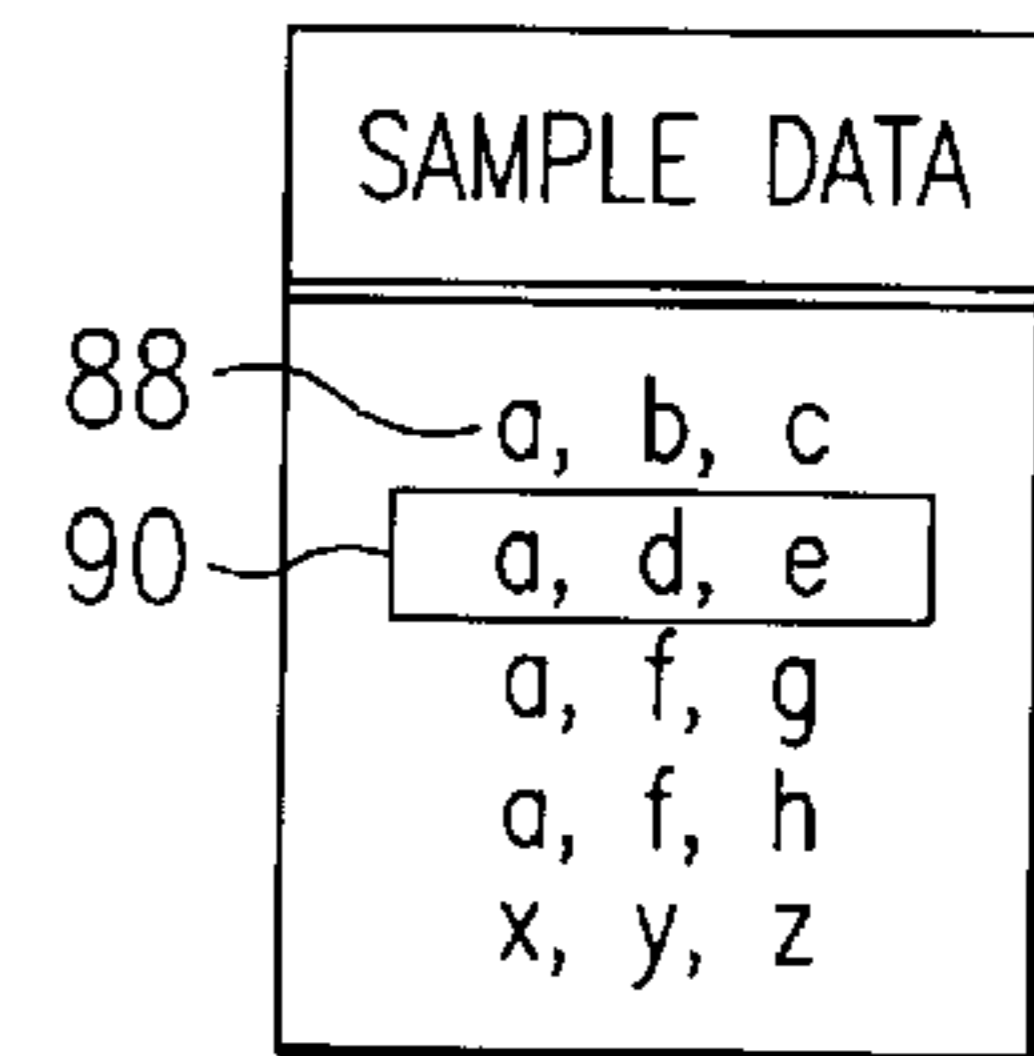 SAMPLE DATA
88 a, b, c
90 a, d, e
a, f, g
a, f, h
x, y, z